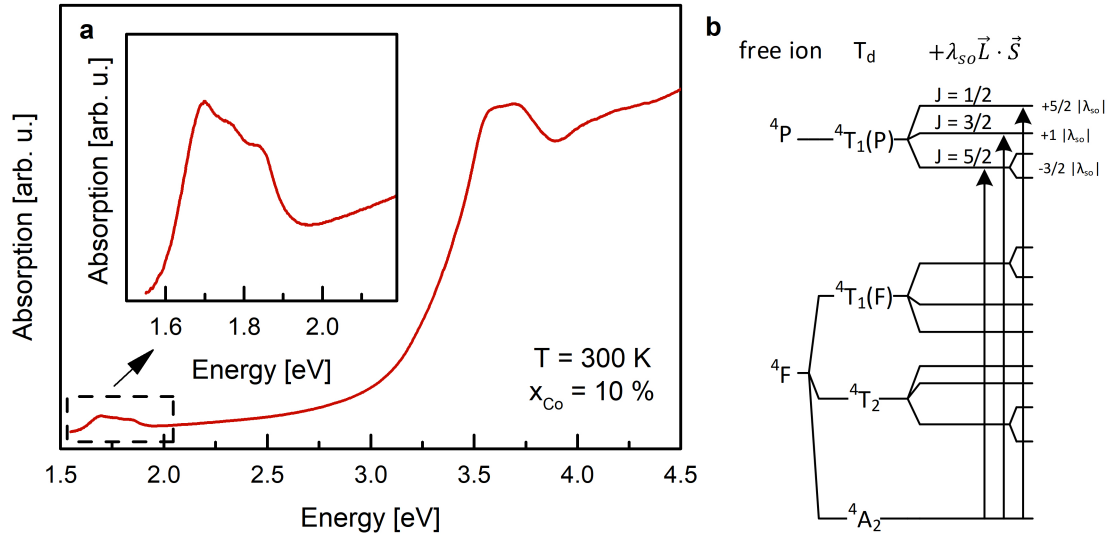 a
Absorption [arb. u.]
Absorption [arb. u.]
1.6 1.8 2.0
Energy [eV]
T = 300 K
x_Co = 10 %
1.5 2.0 2.5 3.0 3.5 4.0 4.5
Energy [eV]
b
free ion T_d +λ_so L⃗ · S⃗
J = 1/2
+5/2 |λ_so|
⁴P ⁴T₁(P)
J = 3/2
+1 |λ_so|
J = 5/2
-3/2 |λ_so|
⁴T₁(F)
⁴F
⁴T₂
⁴A₂